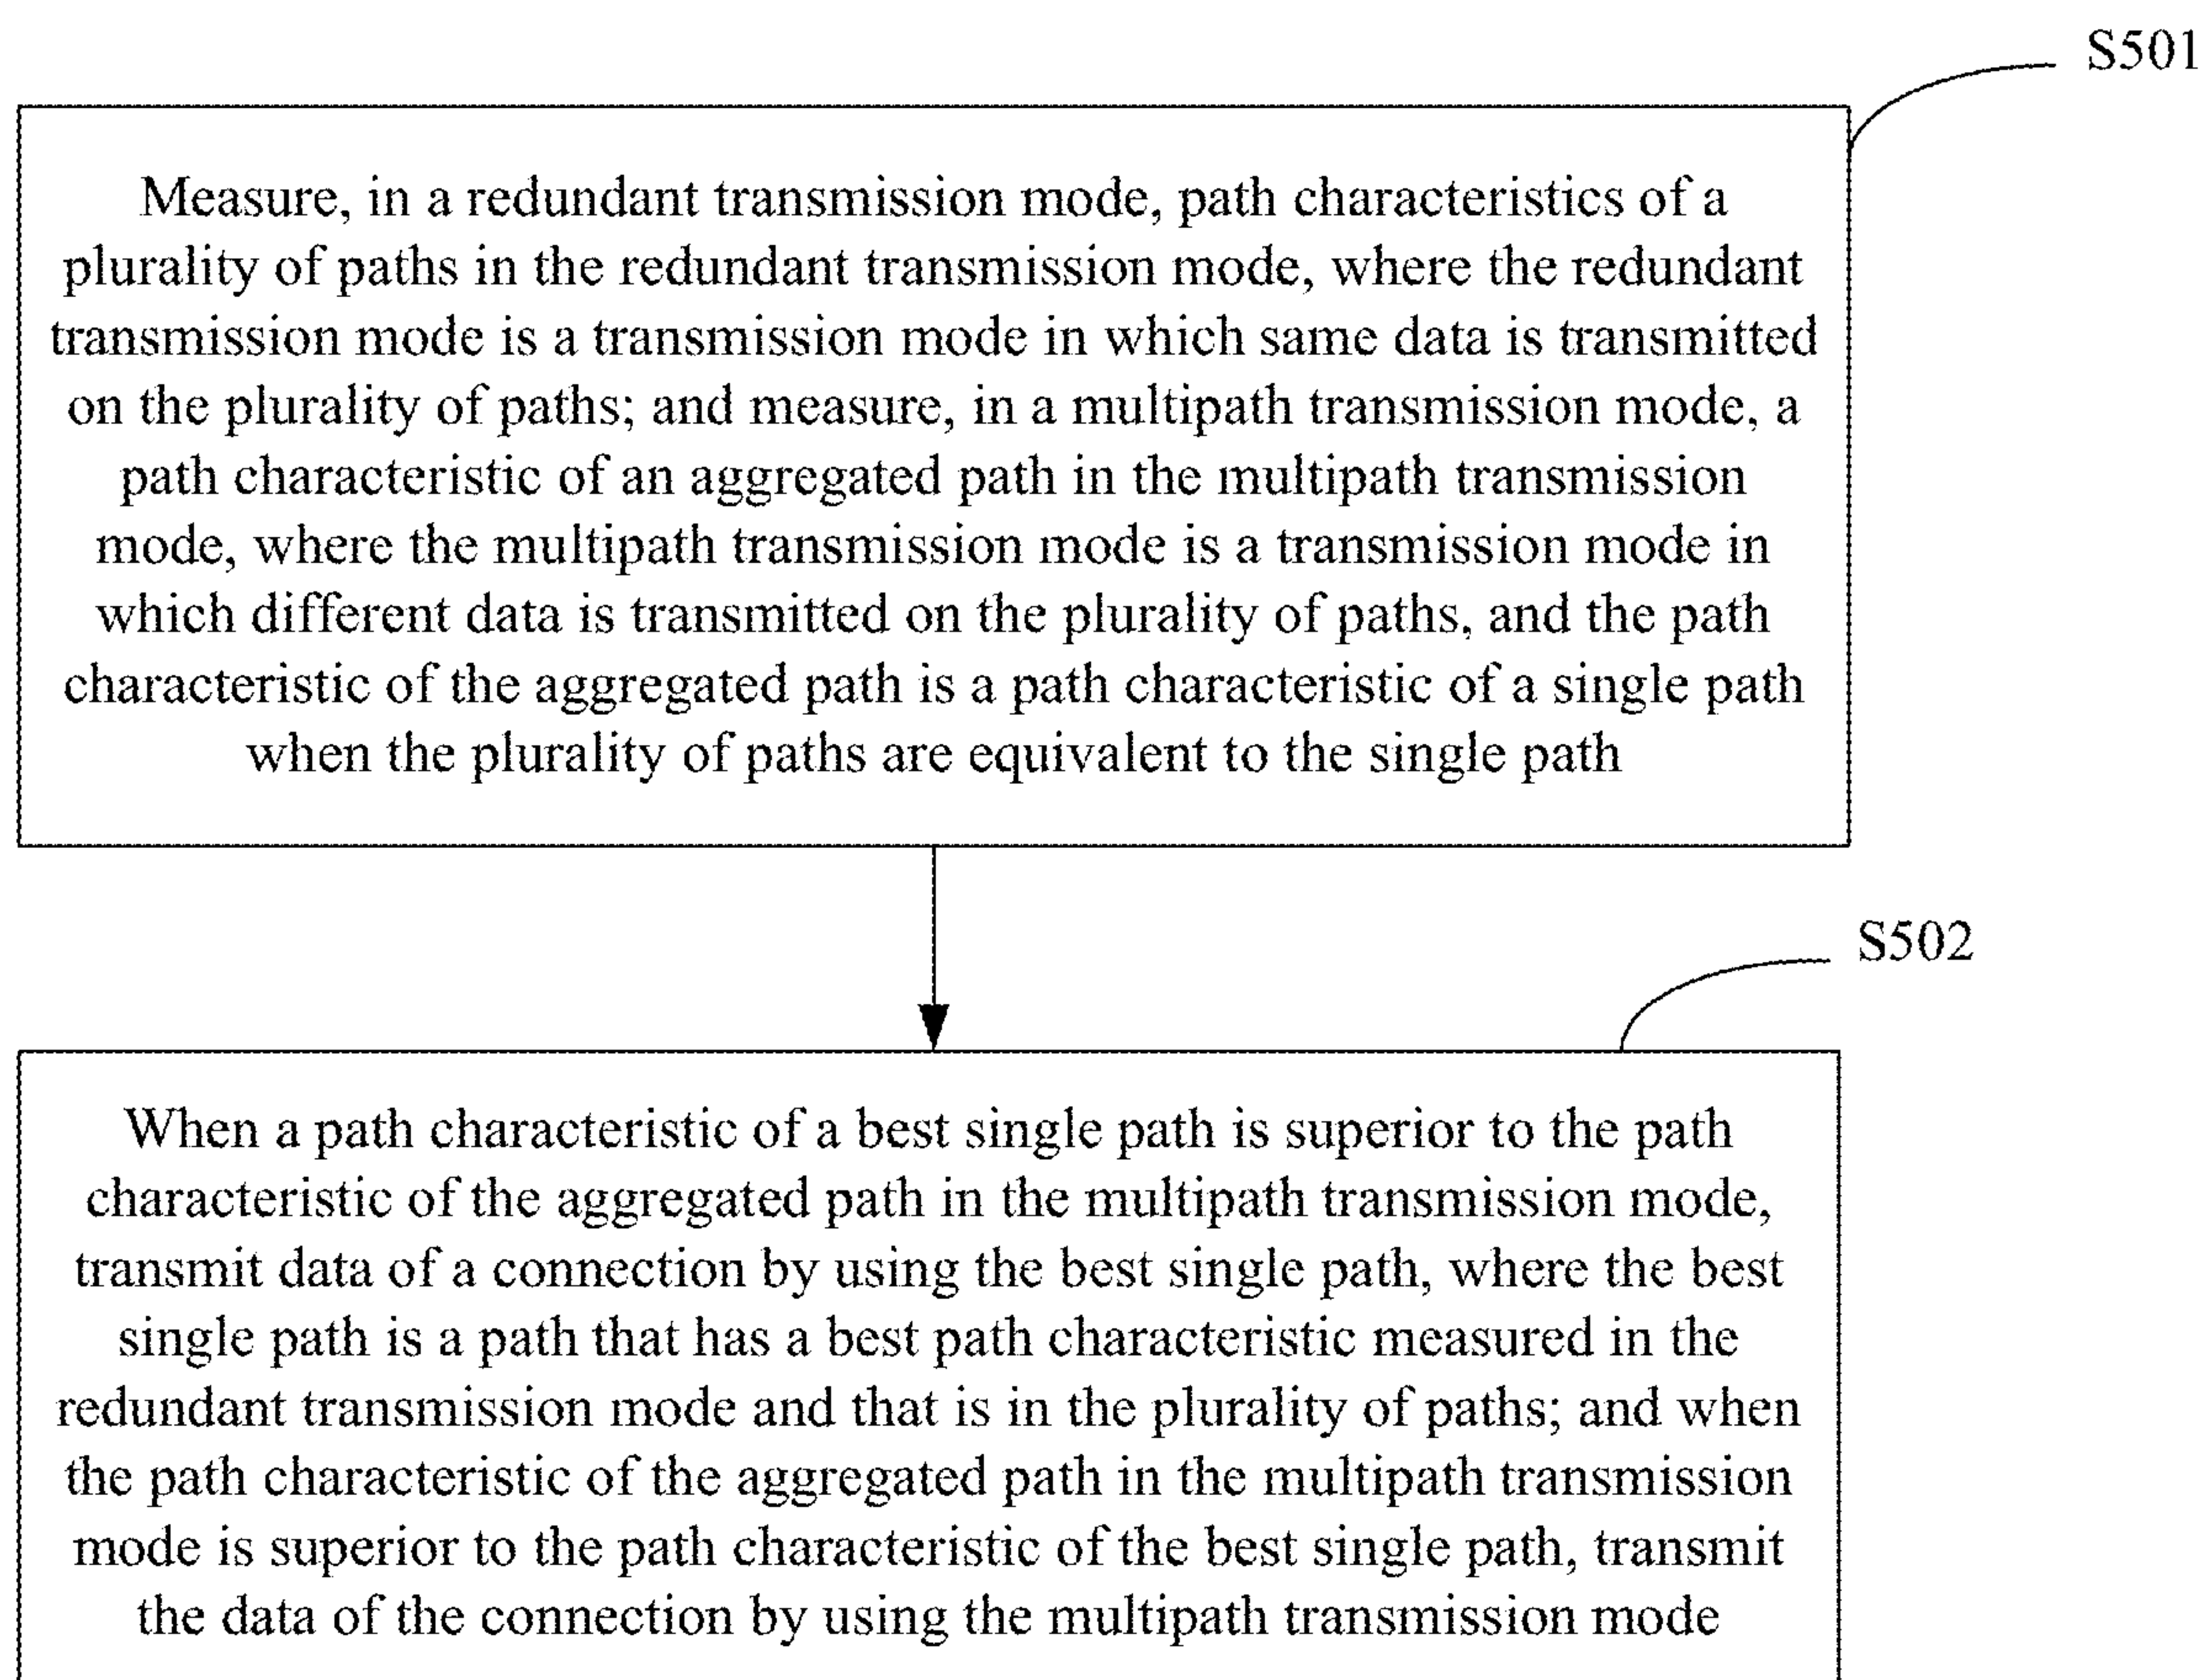 S501
Measure, in a redundant transmission mode, path characteristics of a
plurality of paths in the redundant transmission mode, where the redundant
transmission mode is a transmission mode in which same data is transmitted
on the plurality of paths; and measure, in a multipath transmission mode, a
path characteristic of an aggregated path in the multipath transmission
mode, where the multipath transmission mode is a transmission mode in
which different data is transmitted on the plurality of paths, and the path
characteristic of the aggregated path is a path characteristic of a single path
when the plurality of paths are equivalent to the single path
S502
When a path characteristic of a best single path is superior to the path
characteristic of the aggregated path in the multipath transmission mode,
transmit data of a connection by using the best single path, where the best
single path is a path that has a best path characteristic measured in the
redundant transmission mode and that is in the plurality of paths; and when
the path characteristic of the aggregated path in the multipath transmission
mode is superior to the path characteristic of the best single path, transmit
the data of the connection by using the multipath transmission mode